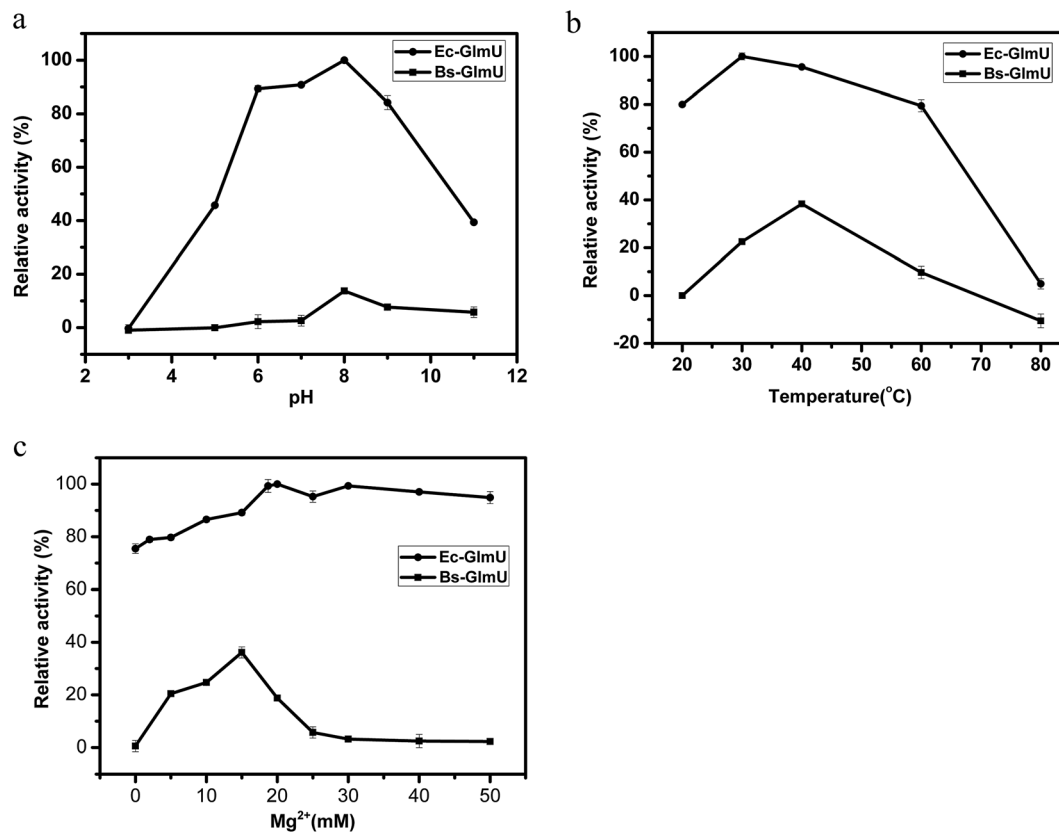 a
Relative activity (%)
100
80
60
40
20
0
Ec-GlmU
Bs-GlmU
2
4
6
8
10
12
pH
b
Relative activity (%)
100
80
60
40
20
0
-20
Ec-GlmU
Bs-GlmU
20
30
40
50
60
70
80
Temperature(°C)
c
Relative activity (%)
100
80
60
40
20
0
Ec-GlmU
Bs-GlmU
0
10
20
30
40
50
Mg²⁺(mM)